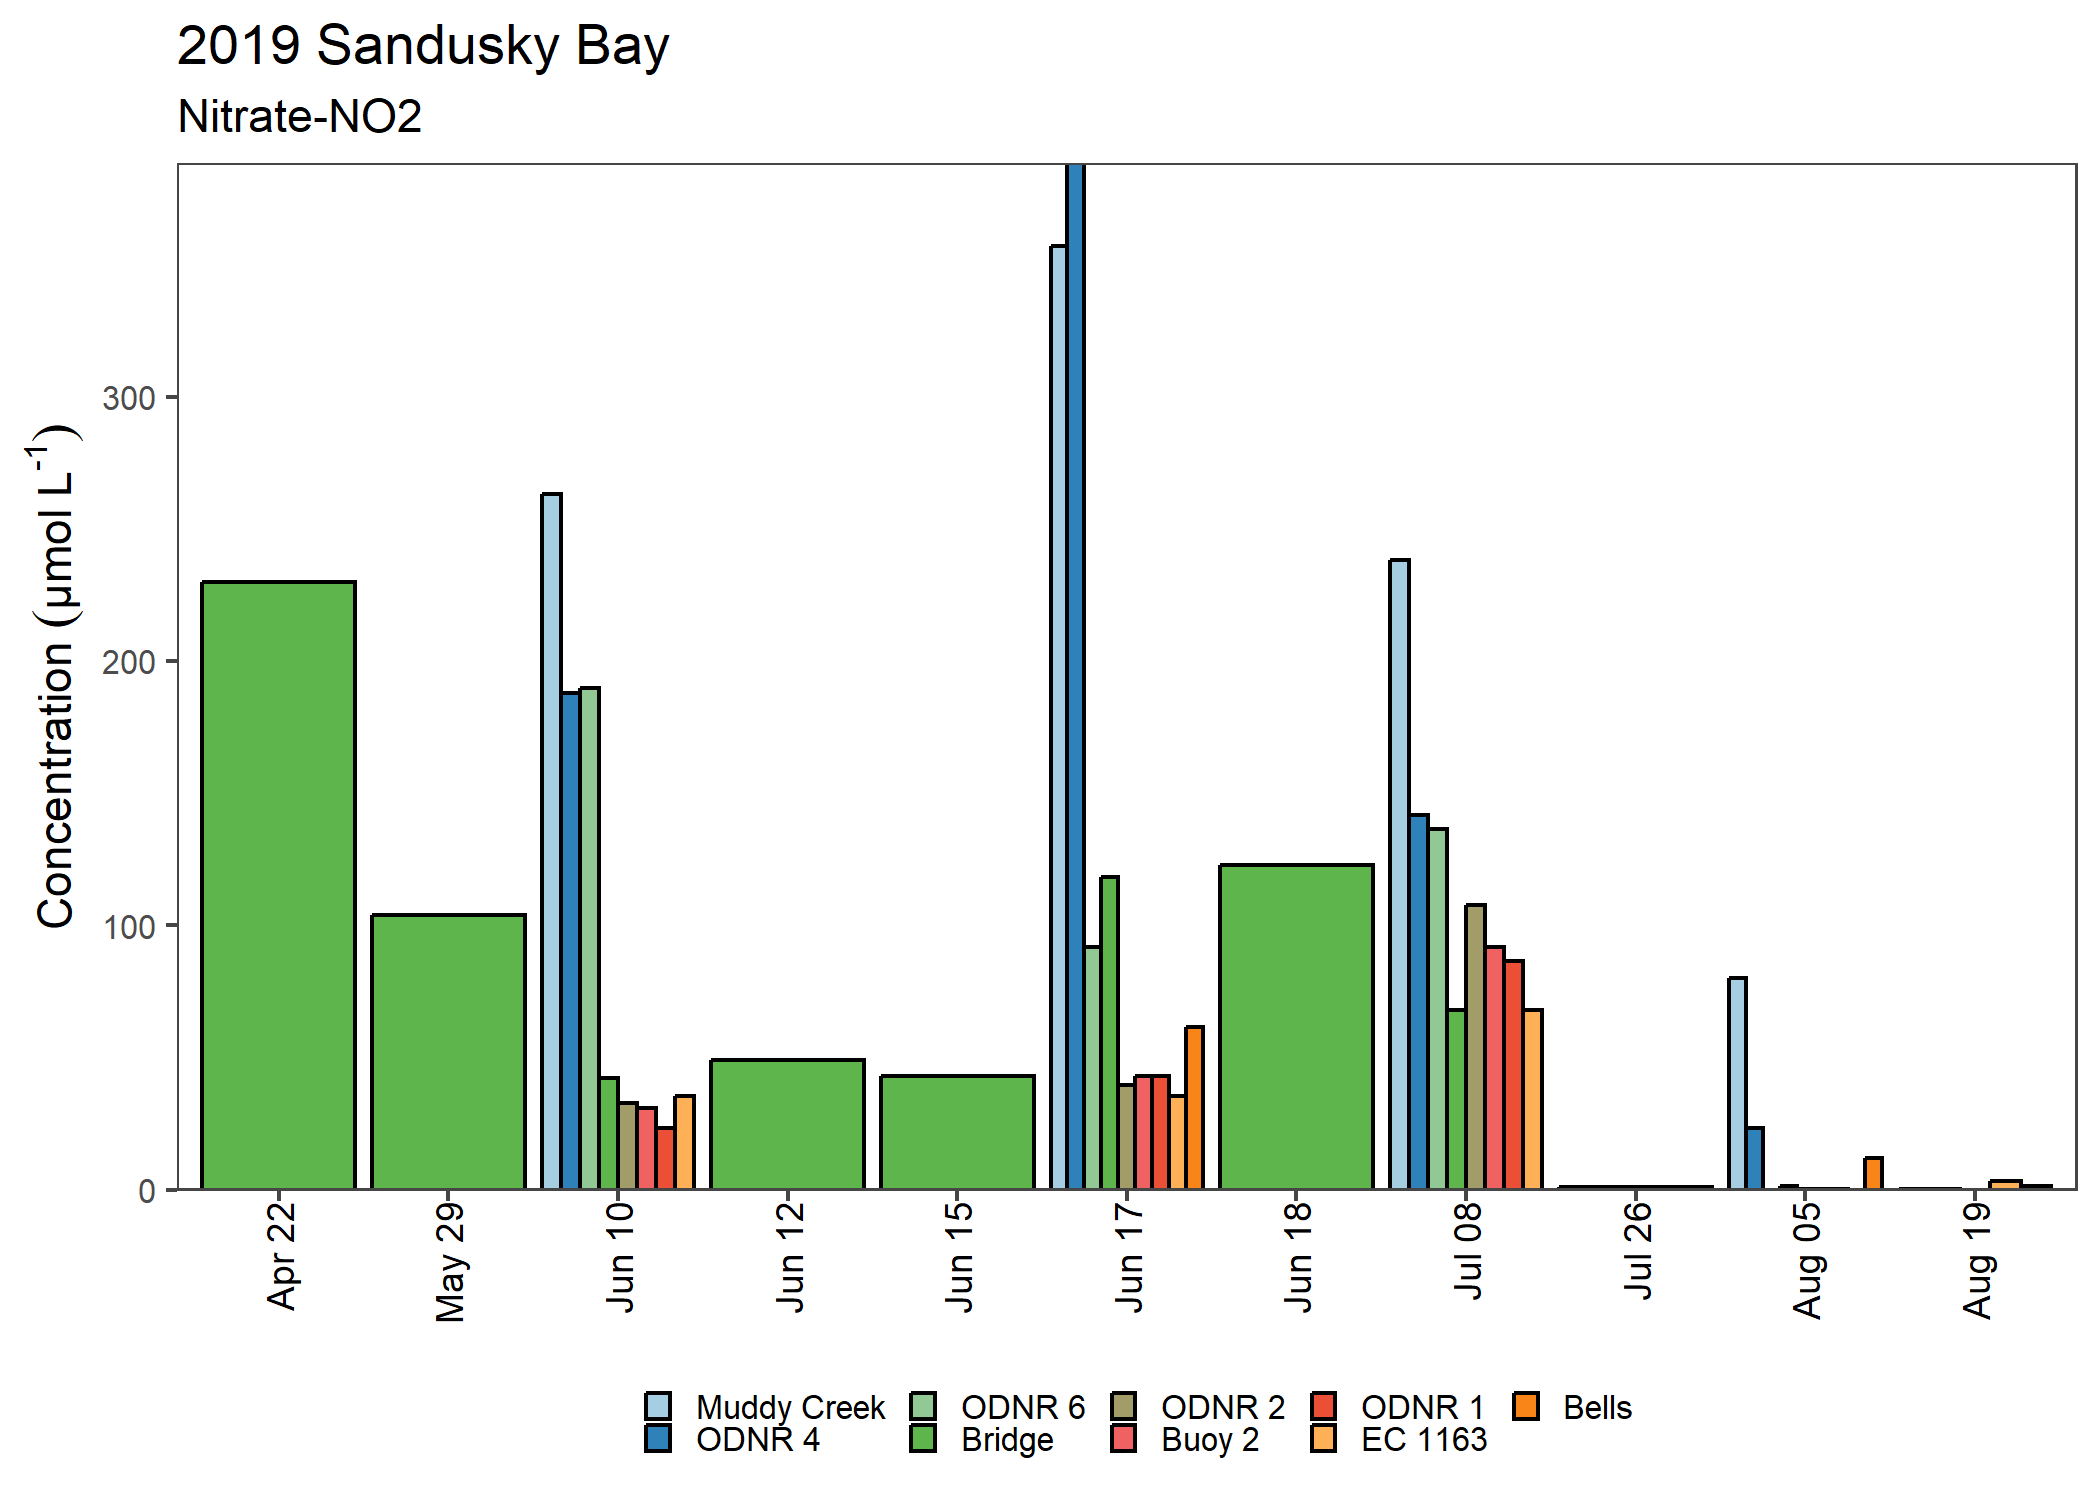 2019 Sandusky Bay
Nitrate-NO2
Concentration (µmol L⁻¹)
300
200
100
0
Apr 22
May 29
Jun 10
Jun 12
Jun 15
Jun 17
Jun 18
Jul 08
Jul 26
Aug 05
Aug 19
Muddy Creek ODNR 6 ODNR 2 ODNR 1 Bells
ODNR 4 Bridge Buoy 2 EC 1163